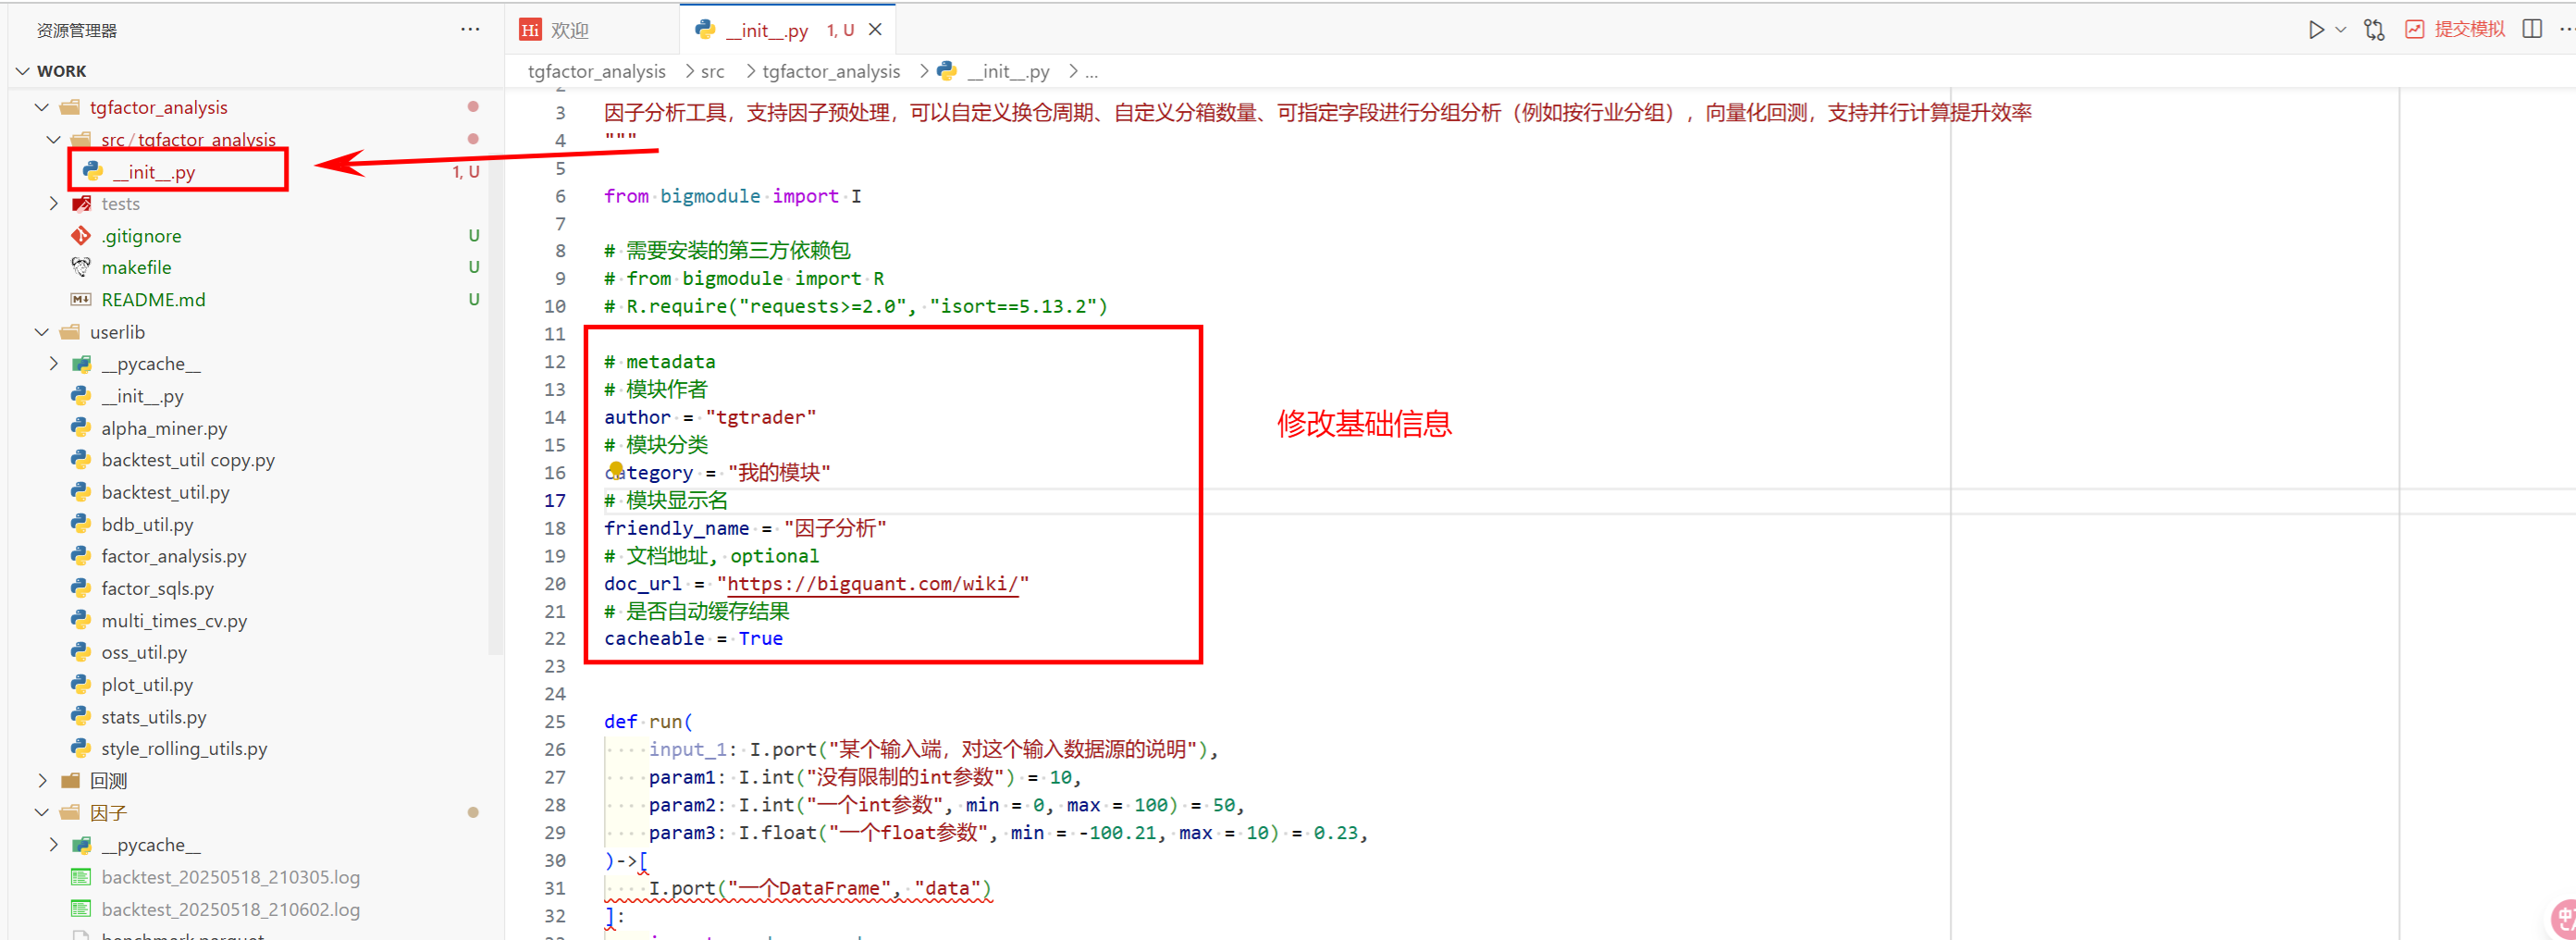 资源管理器
WORK
tgfactor_analysis
src/tgfactor_analysis
__init__.py 1, U
tests
.gitignore U
makefile U
README.md U
userlib
__pycache__
__init__.py
alpha_miner.py
backtest_util copy.py
backtest_util.py
bdb_util.py
factor_analysis.py
factor_sqls.py
multi_times_cv.py
oss_util.py
plot_util.py
stats_utils.py
style_rolling_utils.py
回测
因子
__pycache__
backtest_20250518_210305.log
backtest_20250518_210602.log
Hi 欢迎
__init__.py 1, U
提交模拟
tgfactor_analysis > src > tgfactor_analysis > __init__.py > ...
3 因子分析工具，支持因子预处理，可以自定义换仓周期、自定义分箱数量、可指定字段进行分组分析（例如按行业分组），向量化回测，支持并行计算提升效率
4 """
5
6 from bigmodule import I
7
8 # 需要安装的第三方依赖包
9 # from bigmodule import R
10 # R.require("requests>=2.0", "isort==5.13.2")
11
12 # metadata
13 # 模块作者
14 author = "tgtrader"
15 # 模块分类
16 category = "我的模块"
17 # 模块显示名
18 friendly_name = "因子分析"
19 # 文档地址, optional
20 doc_url = "https://bigquant.com/wiki/"
21 # 是否自动缓存结果
22 cacheable = True
23
24
25 def run(
26 input_1: I.port("某个输入端，对这个输入数据源的说明"),
27 param1: I.int("没有限制的int参数") = 10,
28 param2: I.int("一个int参数", min = 0, max = 100) = 50,
29 param3: I.float("一个float参数", min = -100.21, max = 10) = 0.23,
30 )->[
31 I.port("一个DataFrame", "data")
32 ]:
修改基础信息